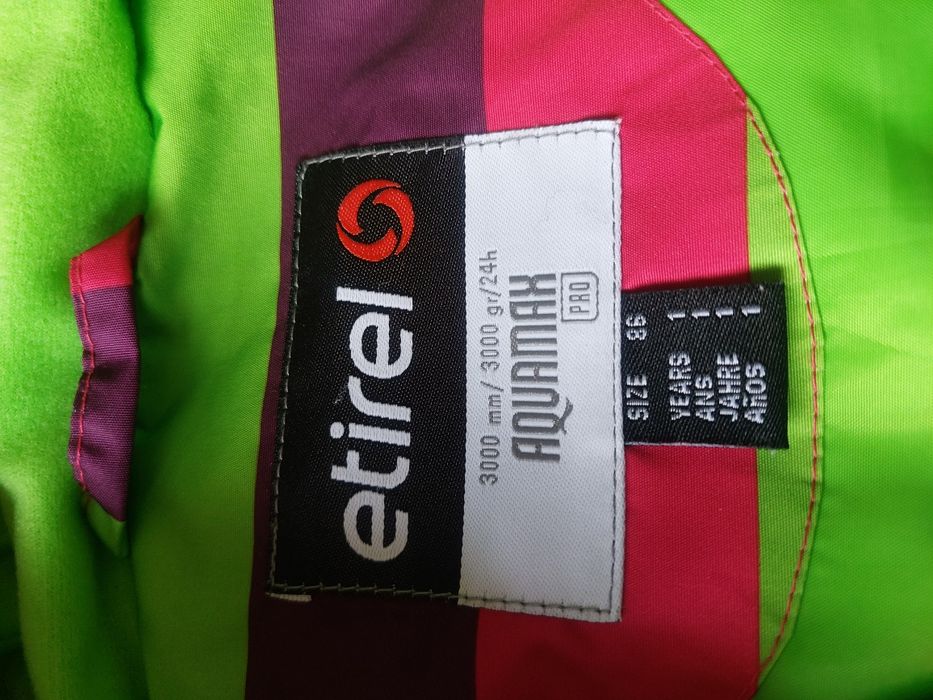 etirel
3000 mm/ 3000 gr/24h
AQUAMAX
PRO
SIZE 86
YEARS 1
ANS 1
JAHRE 1
AÑOS 1